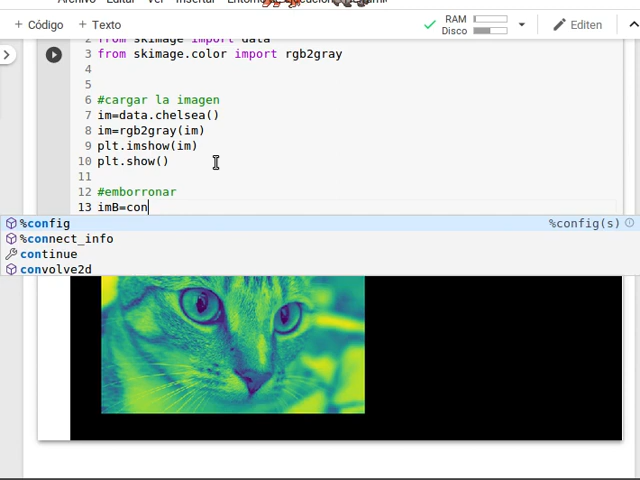 Archivo Editar Ver Insertar
+ Código + Texto
RAM
Disco
Editen
2 from skimage import data
3 from skimage.color import rgb2gray
4
5
6 #cargar la imagen
7 im=data.chelsea()
8 im=rgb2gray(im)
9 plt.imshow(im)
10 plt.show()
11
12 #emborronar
13 imB=con
%config %config(s)
%connect_info
continue
convolve2d